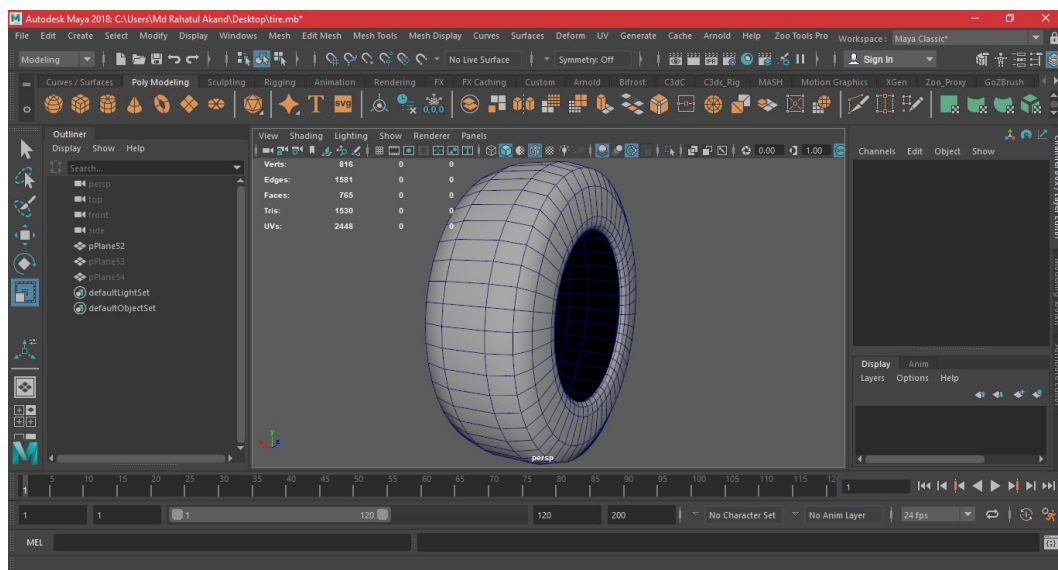 Autodesk Maya 2018: C:\Users\Md Rahatul Akand\Desktop\tire.mb*
File Edit Create Select Modify Display Windows Mesh Edit Mesh Mesh Tools Mesh Display Curves Surfaces Deform UV Generate Cache Arnold Help Zoo Tools Pro Workspace: Maya Classic*
Modeling No Live Surface Symmetry: Off Sign In
Curves / Surfaces Poly Modeling Sculpting Rigging Animation Rendering FX FX Caching Custom Arnold Bifrost C3dC C3dc_Rig MASH Motion Graphics XGen Zoo_Proxy GoZBrush
T SVG 0,0,0
Outliner
Display Show Help
Search...
persp
top
front
side
pPlane52
pPlane53
pPlane54
defaultLightSet
defaultObjectSet
View Shading Lighting Show Renderer Panels
0.00 1.00
Verts: 816 0 0
Edges: 1581 0 0
Faces: 765 0 0
Tris: 1530 0 0
UVs: 2448 0 0
y
z
persp
Channels Edit Object Show
Display Anim
Layers Options Help
1 5 10 15 20 25 30 35 40 45 50 55 60 65 70 75 80 85 90 95 100 105 110 115 12 1
1 1 1 120 120 200 No Character Set No Anim Layer 24 fps
MEL